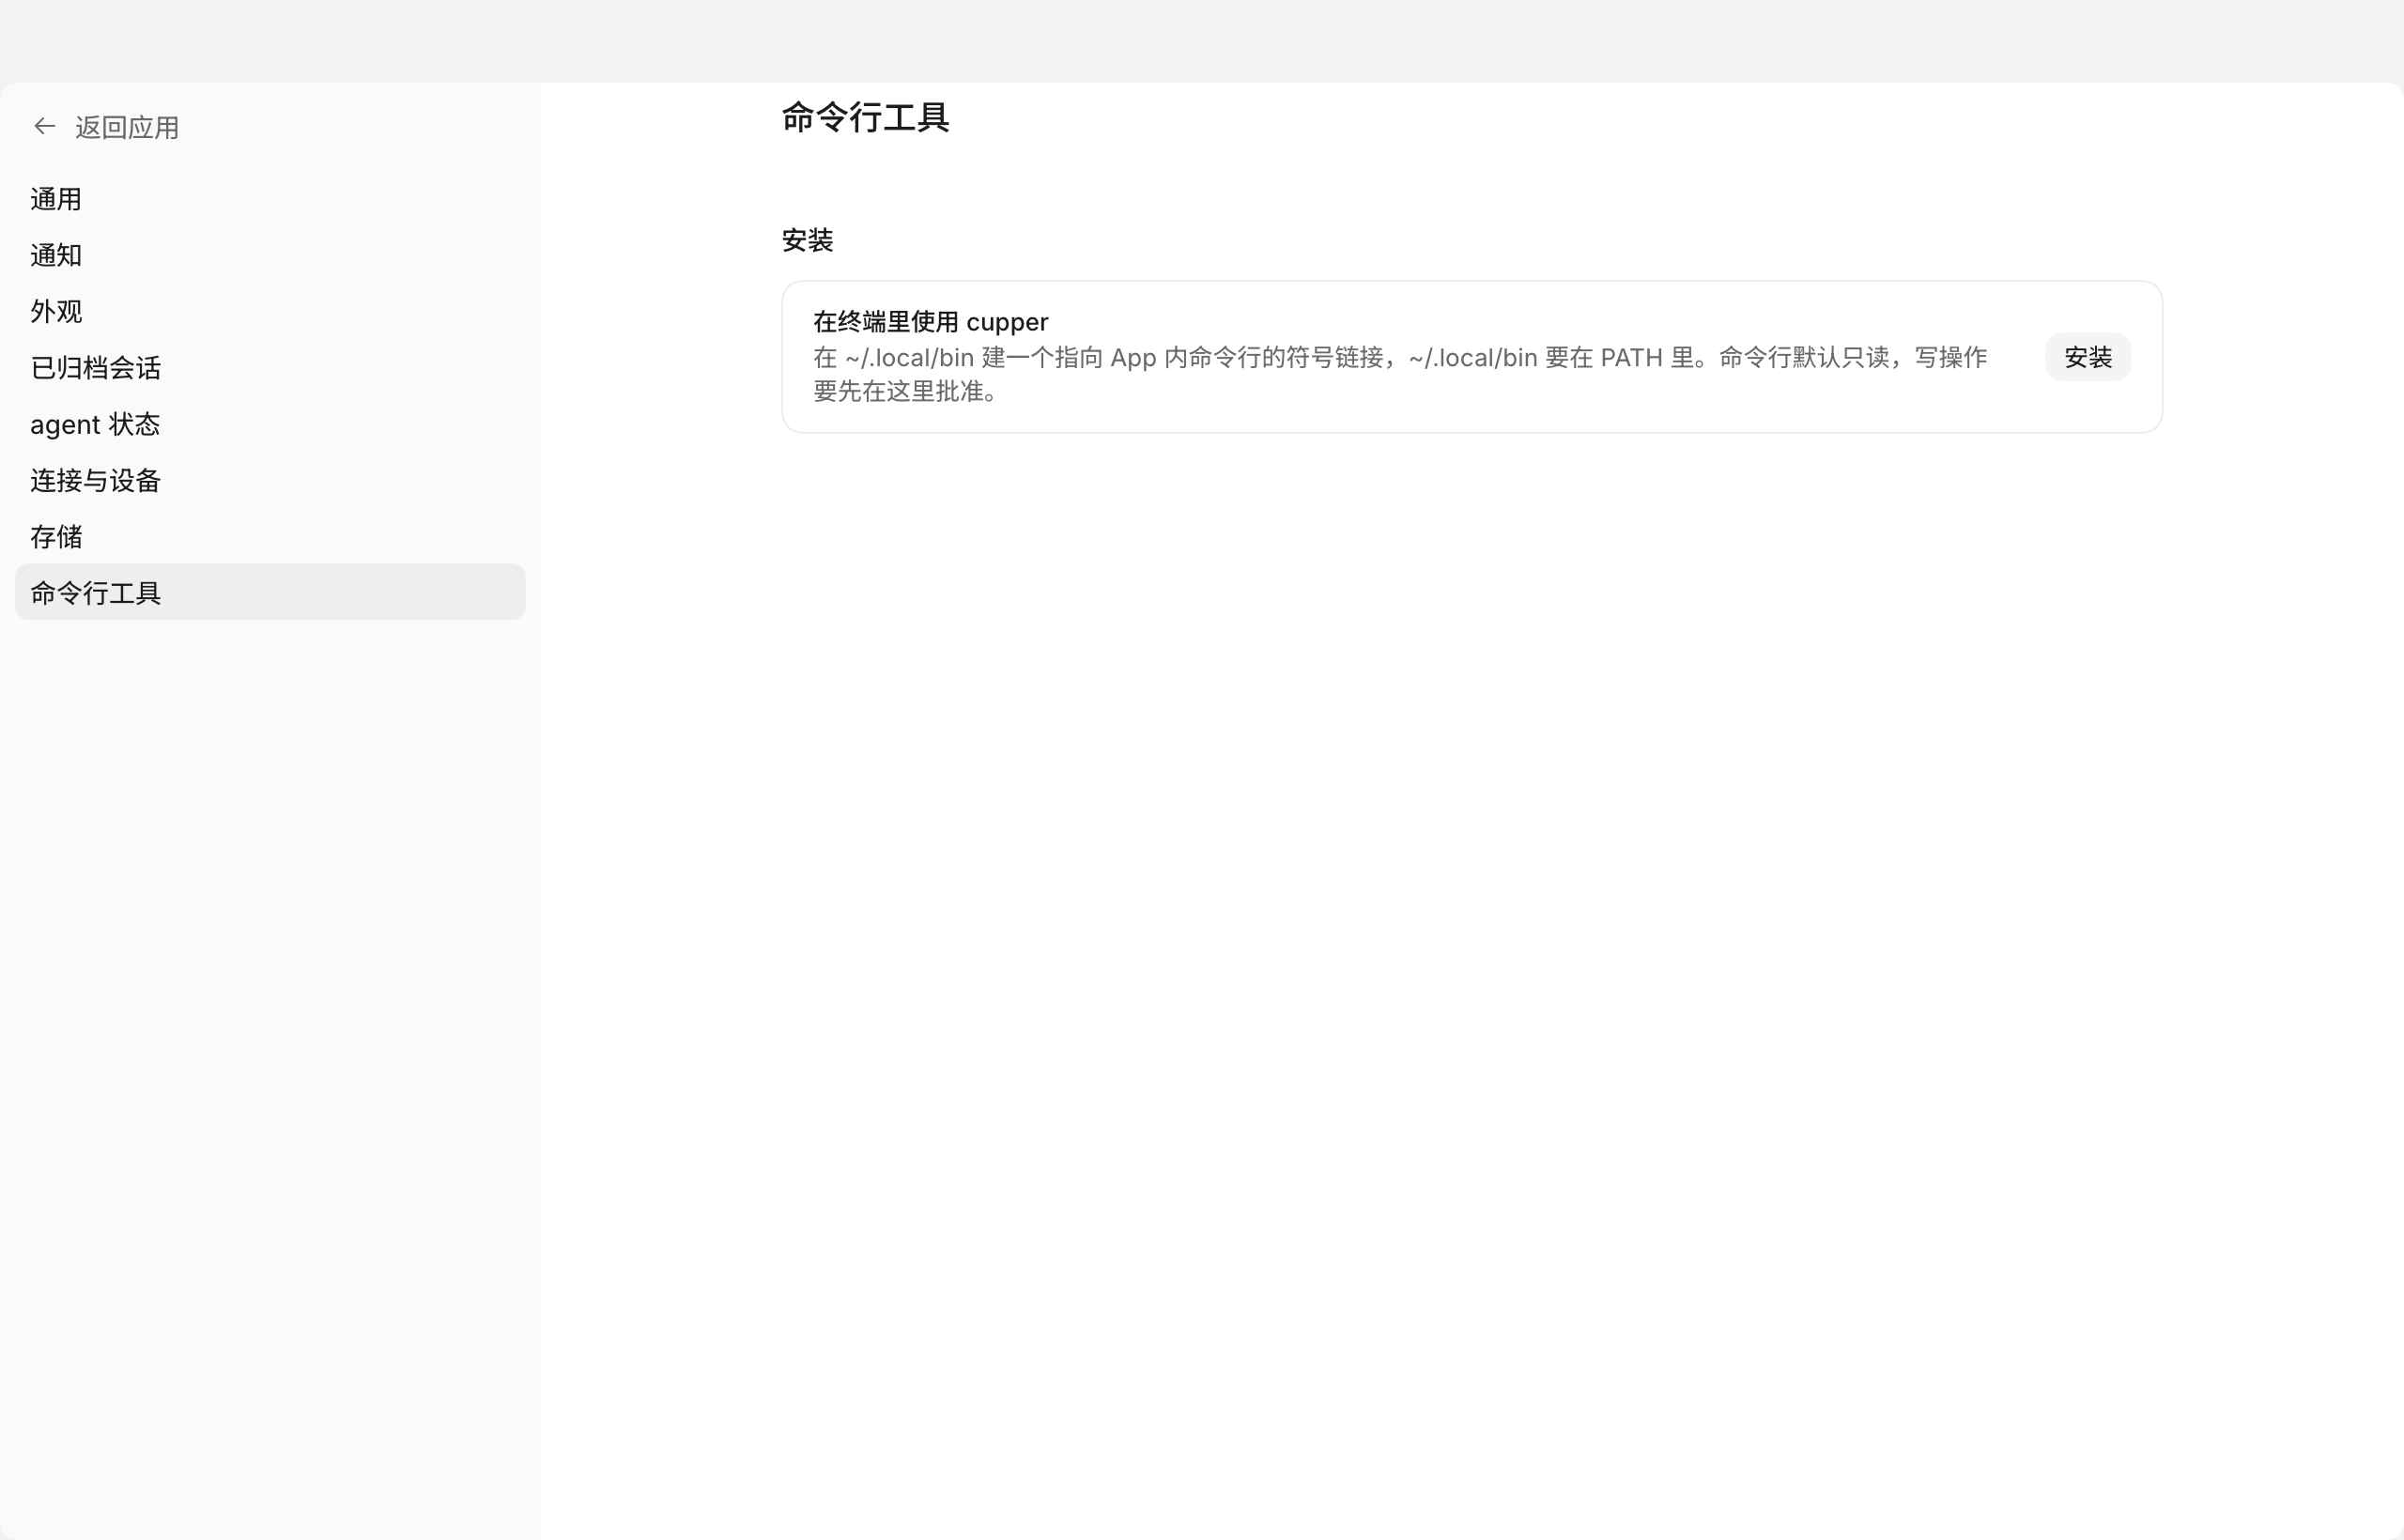 返回应用
通用
通知
外观
已归档会话
agent 状态
连接与设备
存储
命令行工具
命令行工具
安装
在终端里使用 cupper
在 ~/.local/bin 建一个指向 App 内命令行的符号链接，~/.local/bin 要在 PATH 里。命令行默认只读，写操作
要先在这里批准。
安装